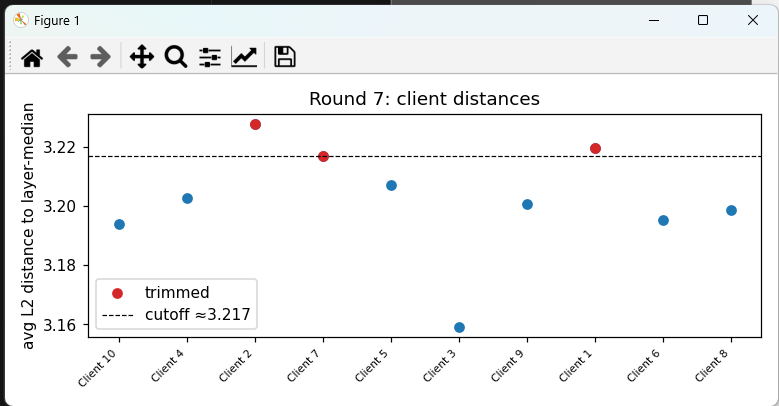 Figure 1
Round 7: client distances
avg L2 distance to layer-median
3.22
3.20
3.18
3.16
trimmed
cutoff ≈3.217
Client 10
Client 4
Client 2
Client 7
Client 5
Client 3
Client 9
Client 1
Client 6
Client 8